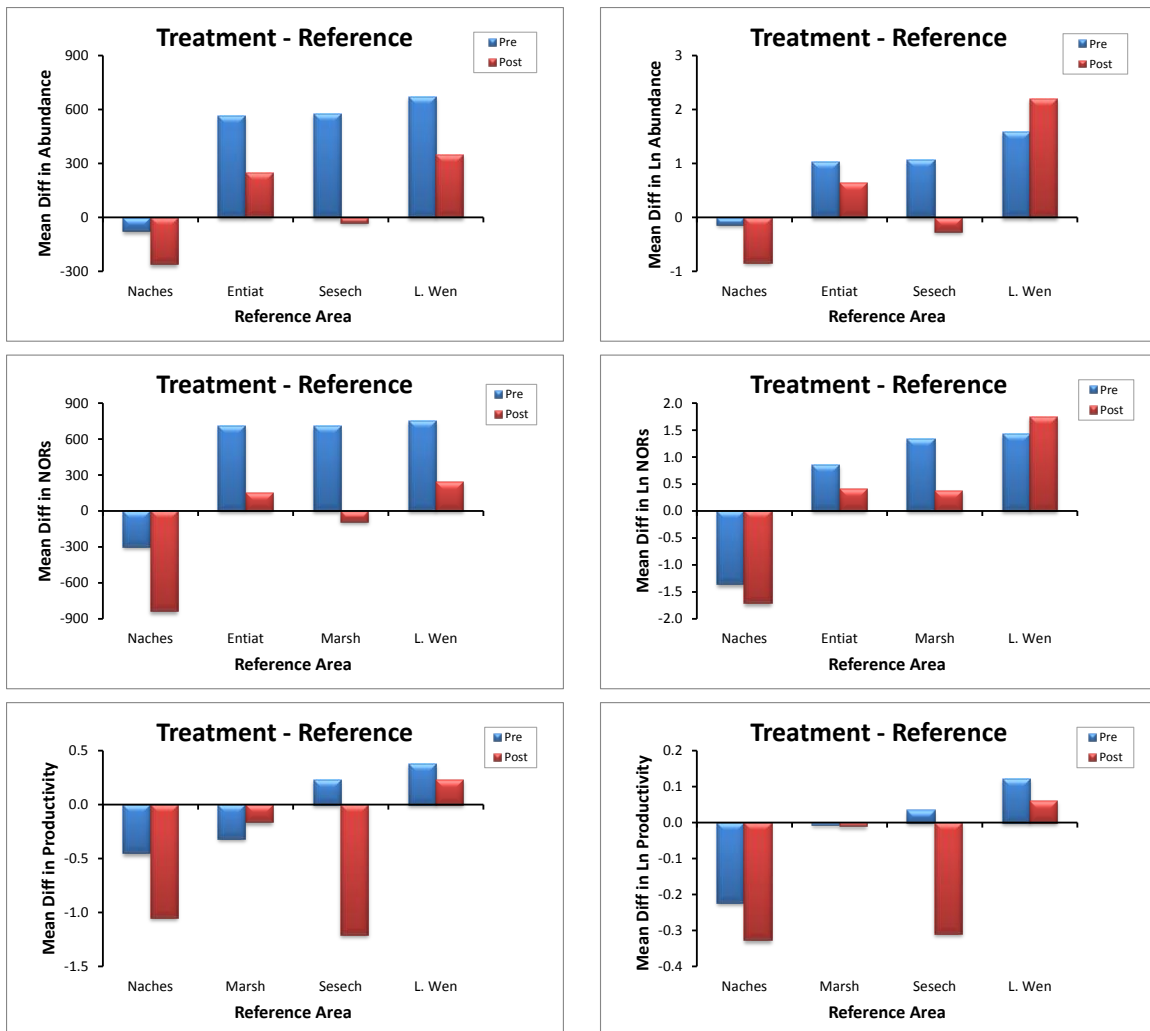 Treatment - Reference
Pre
Post
Mean Diff in Abundance
900
600
300
0
-300
Naches Entiat Sesech L. Wen
Reference Area
Treatment - Reference
Pre
Post
Mean Diff in Ln Abundance
3
2
1
0
-1
Naches Entiat Sesech L. Wen
Reference Area
Treatment - Reference
Pre
Post
Mean Diff in NORs
900
600
300
0
-300
-600
-900
Naches Entiat Marsh L. Wen
Reference Area
Treatment - Reference
Pre
Post
Mean Diff in Ln NORs
2.0
1.5
1.0
0.5
0.0
-0.5
-1.0
-1.5
-2.0
Naches Entiat Marsh L. Wen
Reference Area
Treatment - Reference
Pre
Post
Mean Diff in Productivity
0.5
0.0
-0.5
-1.0
-1.5
Naches Marsh Sesech L. Wen
Reference Area
Treatment - Reference
Pre
Post
Mean Diff in Ln Productivity
0.2
0.1
0.0
-0.1
-0.2
-0.3
-0.4
Naches Marsh Sesech L. Wen
Reference Area